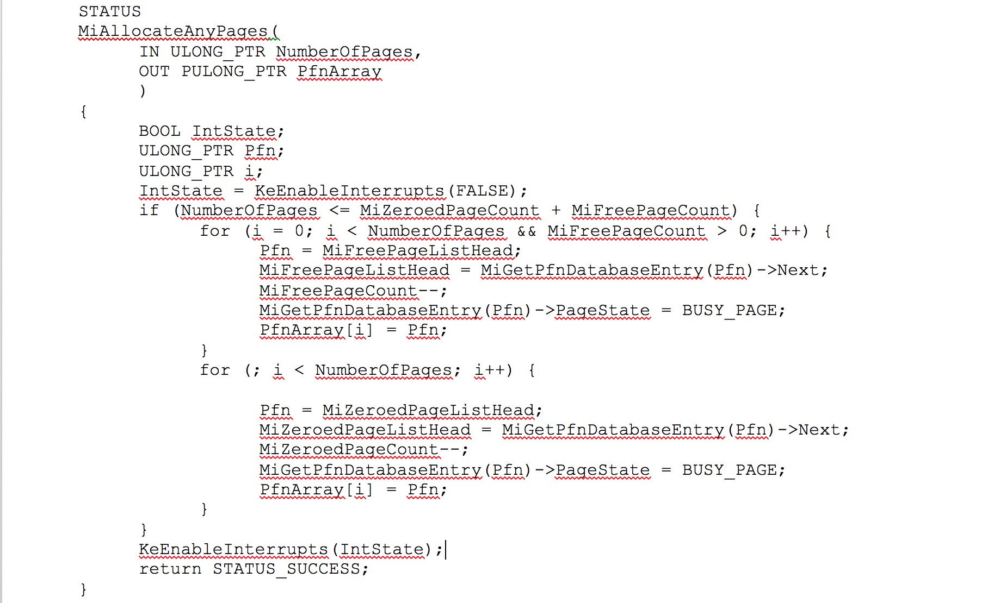 STATUS
MiAllocateAnyPages(
IN ULONG_PTR NumberOfPages,
OUT PULONG_PTR PfnArray
)
{
BOOL IntState;
ULONG_PTR Pfn;
ULONG_PTR i;
IntState = KeEnableInterrupts(FALSE);
if (NumberOfPages <= MiZeroedPageCount + MiFreePageCount) {
for (i = 0; i < NumberOfPages && MiFreePageCount > 0; i++) {
Pfn = MiFreePageListHead;
MiFreePageListHead = MiGetPfnDatabaseEntry(Pfn)->Next;
MiFreePageCount--;
MiGetPfnDatabaseEntry(Pfn)->PageState = BUSY_PAGE;
PfnArray[i] = Pfn;
}
for (; i < NumberOfPages; i++) {
Pfn = MiZeroedPageListHead;
MiZeroedPageListHead = MiGetPfnDatabaseEntry(Pfn)->Next;
MiZeroedPageCount--;
MiGetPfnDatabaseEntry(Pfn)->PageState = BUSY_PAGE;
PfnArray[i] = Pfn;
}
}
KeEnableInterrupts(IntState);
return STATUS_SUCCESS;
}